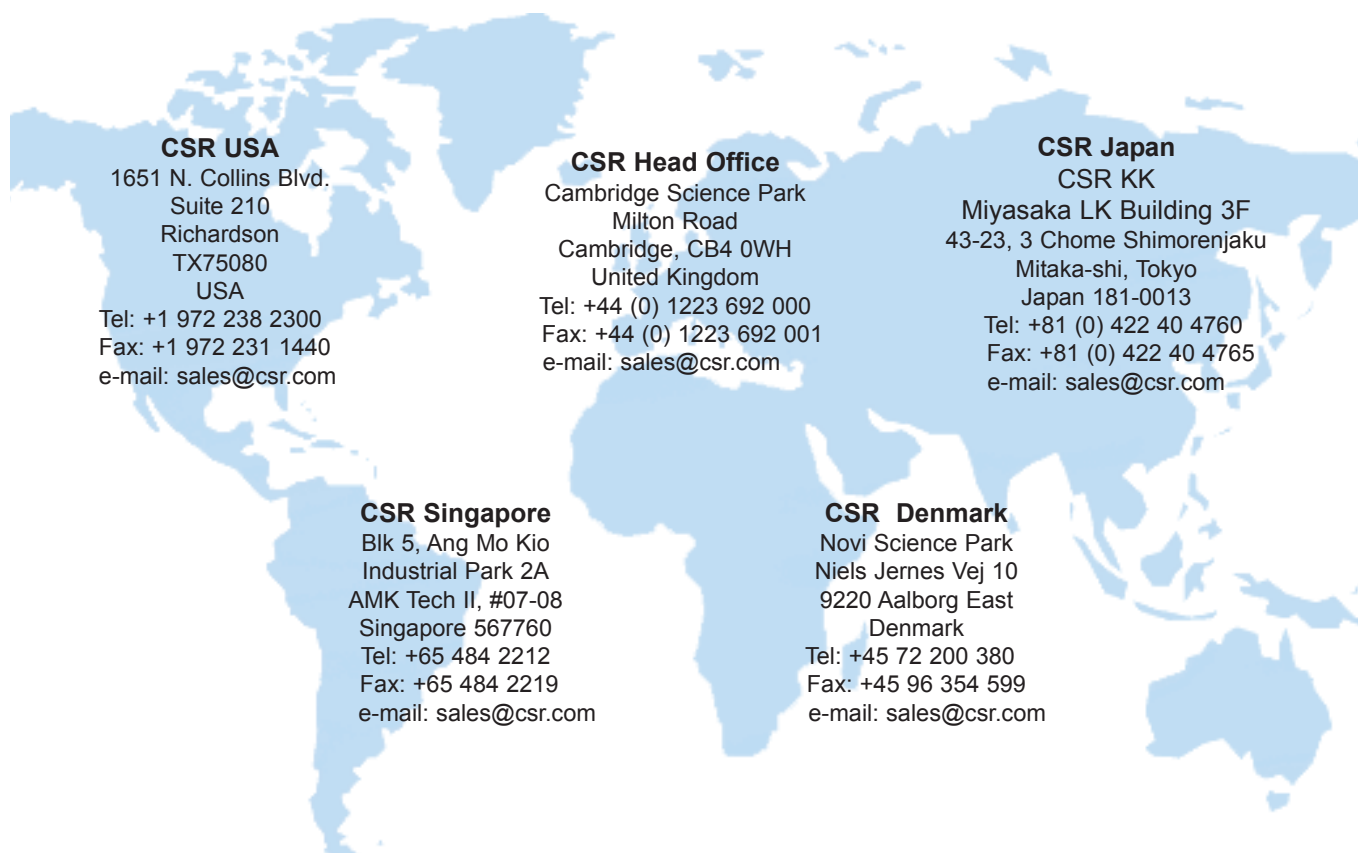 CSR USA
1651 N. Collins Blvd.
Suite 210
Richardson
TX75080
USA
Tel: +1 972 238 2300
Fax: +1 972 231 1440
e-mail: sales@csr.com
CSR Head Office
Cambridge Science Park
Milton Road
Cambridge, CB4 0WH
United Kingdom
Tel: +44 (0) 1223 692 000
Fax: +44 (0) 1223 692 001
e-mail: sales@csr.com
CSR Japan
CSR KK
Miyasaka LK Building 3F
43-23, 3 Chome Shimorenjaku
Mitaka-shi, Tokyo
Japan 181-0013
Tel: +81 (0) 422 40 4760
Fax: +81 (0) 422 40 4765
e-mail: sales@csr.com
CSR Singapore
Blk 5, Ang Mo Kio
Industrial Park 2A
AMK Tech II, #07-08
Singapore 567760
Tel: +65 484 2212
Fax: +65 484 2219
e-mail: sales@csr.com
CSR  Denmark
Novi Science Park
Niels Jernes Vej 10
9220 Aalborg East
Denmark
Tel: +45 72 200 380
Fax: +45 96 354 599
e-mail: sales@csr.com